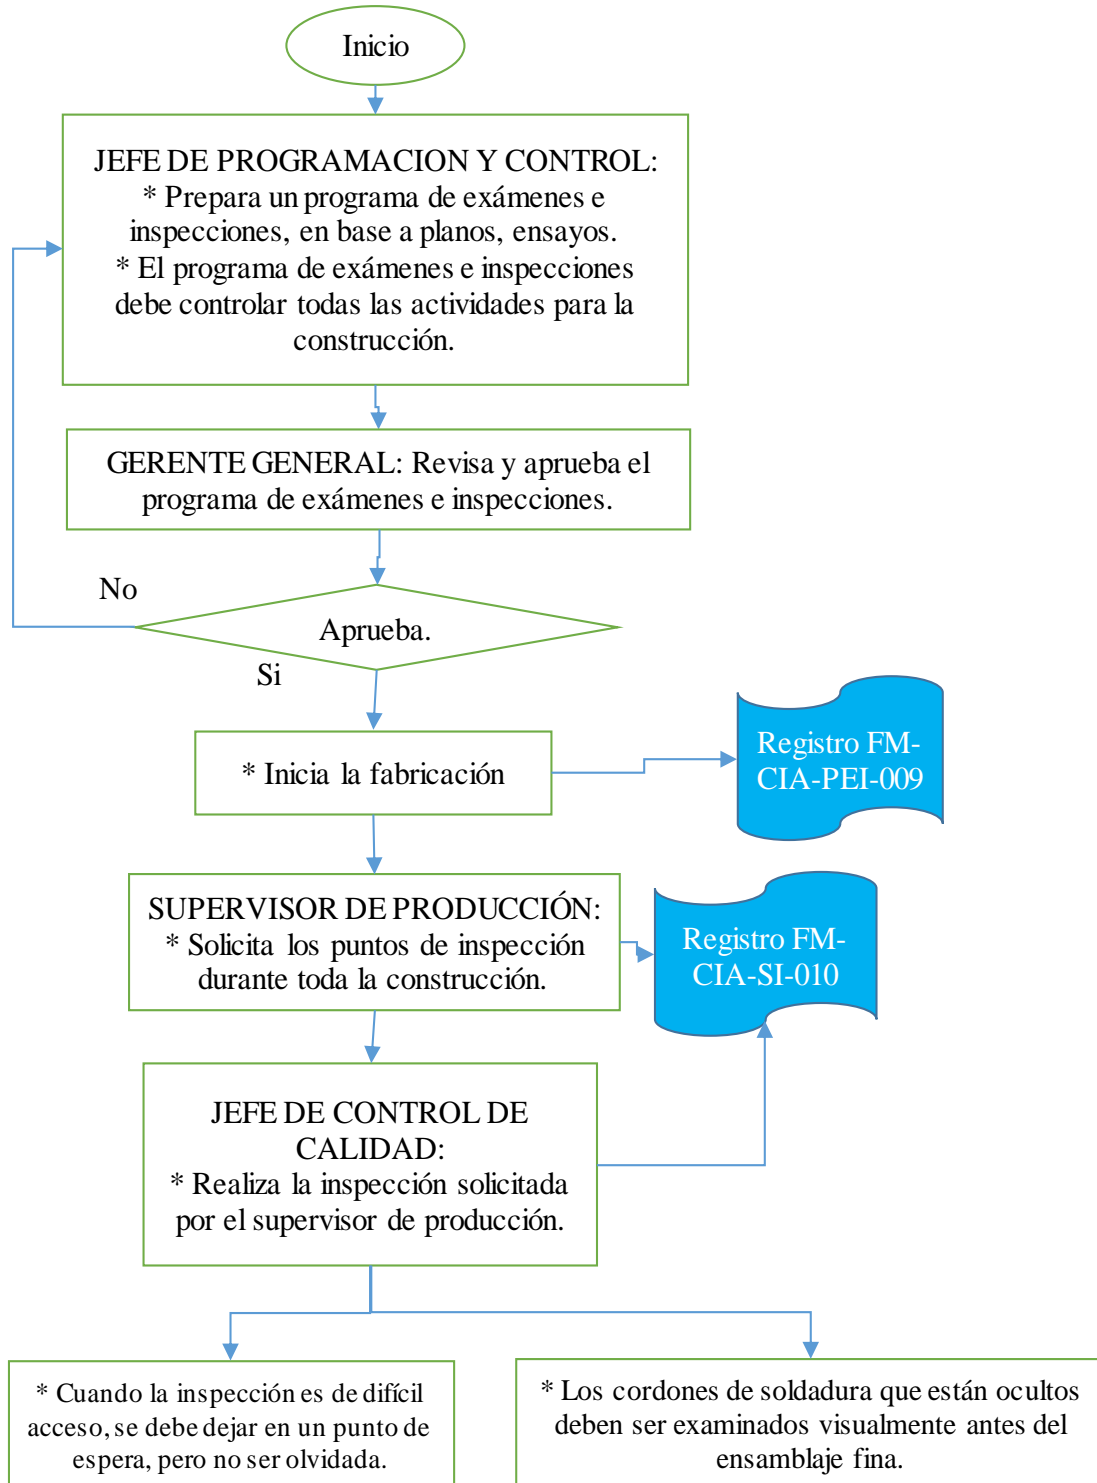 Inicio
JEFE DE PROGRAMACION Y CONTROL:
* Prepara un programa de exámenes e
inspecciones, en base a planos, ensayos.
* El programa de exámenes e inspecciones
debe controlar todas las actividades para la
construcción.
GERENTE GENERAL: Revisa y aprueba el
programa de exámenes e inspecciones.
No
Aprueba.
Si
* Inicia la fabricación
Registro FM-
CIA-PEI-009
SUPERVISOR DE PRODUCCIÓN:
* Solicita los puntos de inspección
durante toda la construcción.
Registro FM-
CIA-SI-010
JEFE DE CONTROL DE
CALIDAD:
* Realiza la inspección solicitada
por el supervisor de producción.
* Cuando la inspección es de difícil
acceso, se debe dejar en un punto de
espera, pero no ser olvidada.
* Los cordones de soldadura que están ocultos
deben ser examinados visualmente antes del
ensamblaje fina.